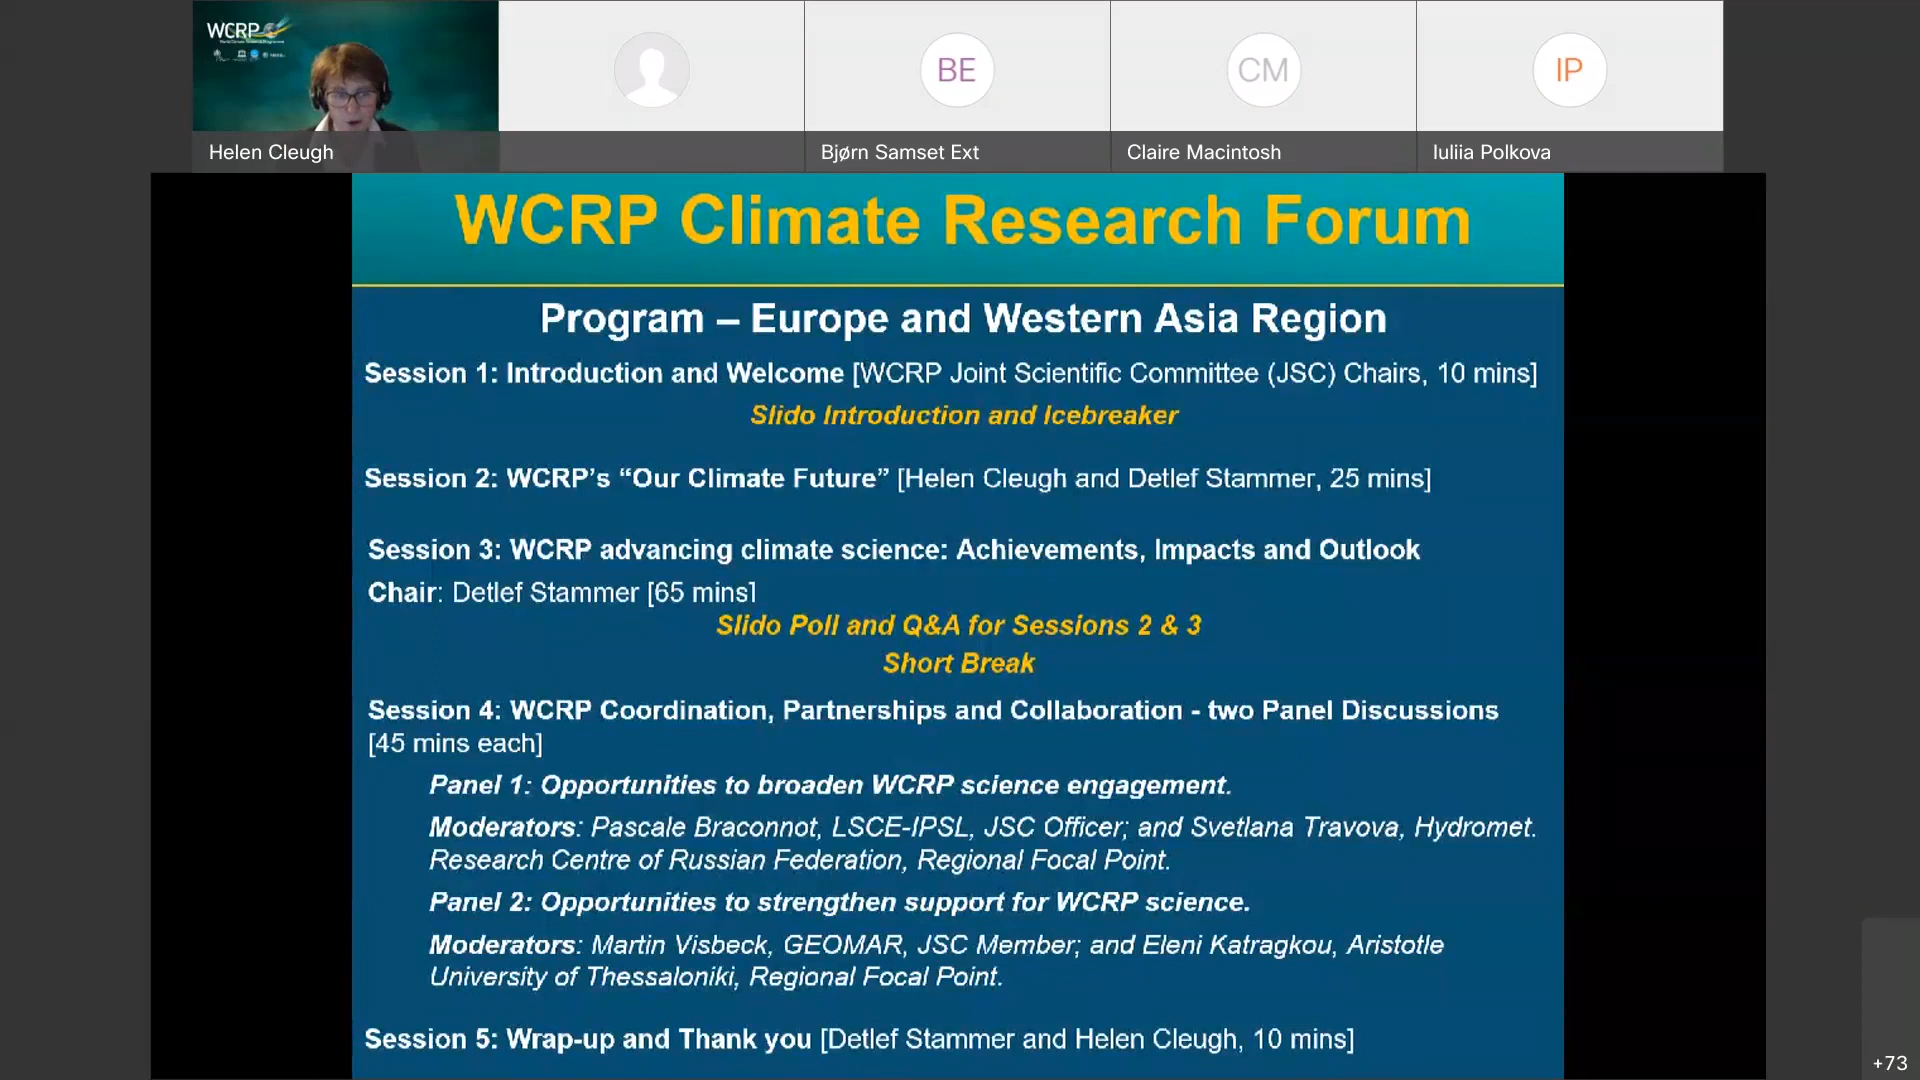 WCRP
BE
CM
IP
Helen Cleugh
Bjørn Samset Ext
Claire Macintosh
Iuliia Polkova
WCRP Climate Research Forum
Program – Europe and Western Asia Region
Session 1: Introduction and Welcome [WCRP Joint Scientific Committee (JSC) Chairs, 10 mins]
Slido Introduction and Icebreaker
Session 2: WCRP’s “Our Climate Future” [Helen Cleugh and Detlef Stammer, 25 mins]
Session 3: WCRP advancing climate science: Achievements, Impacts and Outlook
Chair: Detlef Stammer [65 mins]
Slido Poll and Q&A for Sessions 2 & 3
Short Break
Session 4: WCRP Coordination, Partnerships and Collaboration - two Panel Discussions
[45 mins each]
Panel 1: Opportunities to broaden WCRP science engagement.
Moderators: Pascale Braconnot, LSCE-IPSL, JSC Officer; and Svetlana Travova, Hydromet.
Research Centre of Russian Federation, Regional Focal Point.
Panel 2: Opportunities to strengthen support for WCRP science.
Moderators: Martin Visbeck, GEOMAR, JSC Member; and Eleni Katragkou, Aristotle
University of Thessaloniki, Regional Focal Point.
Session 5: Wrap-up and Thank you [Detlef Stammer and Helen Cleugh, 10 mins]
+73